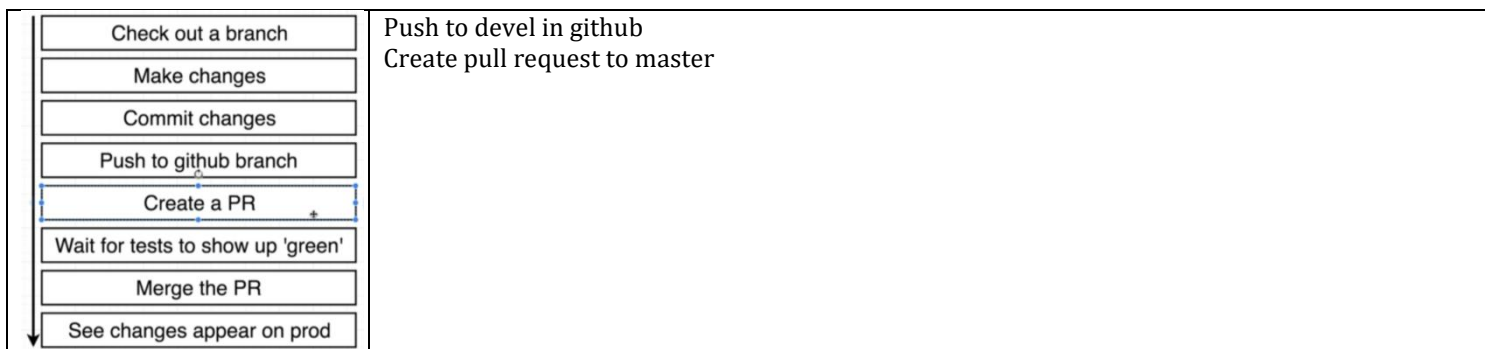 Check out a branch
Make changes
Commit changes
Push to github branch
Create a PR
Wait for tests to show up 'green'
Merge the PR
See changes appear on prod
Push to devel in github
Create pull request to master